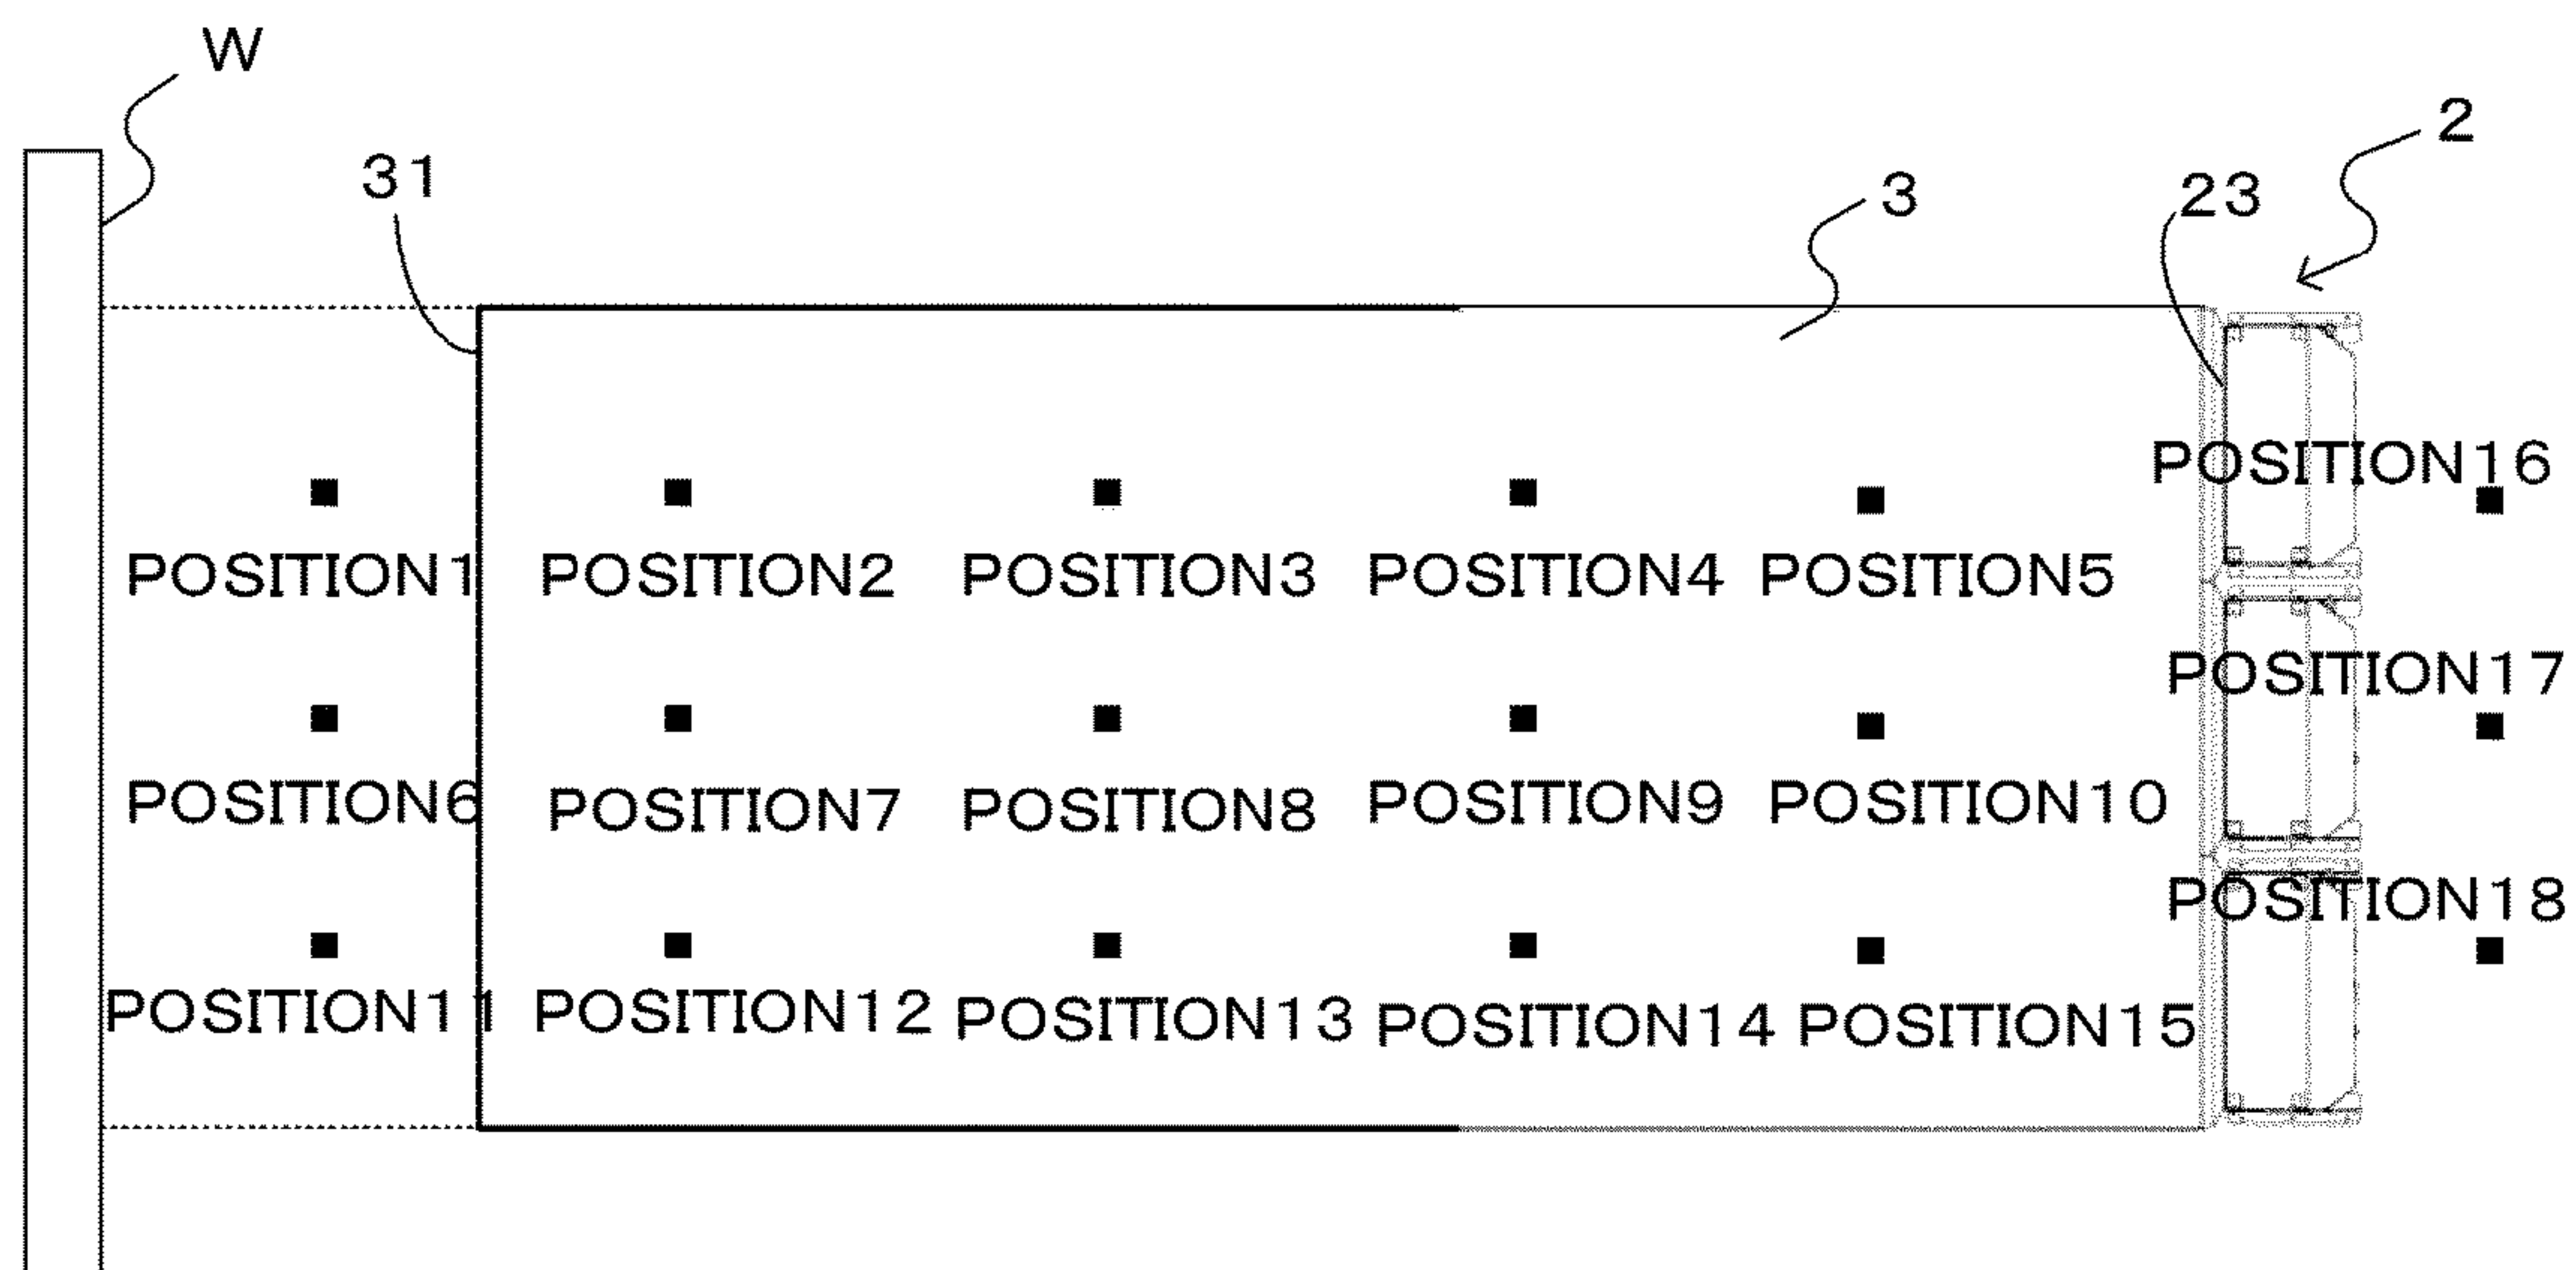 W
2
31
3
23
POSITION16
POSITION1
POSITION2
POSITION3
POSITION4
POSITION5
POSITION17
POSITION6
POSITION7
POSITION8
POSITION9
POSITION10
POSITION18
POSITION11
POSITION12
POSITION13
POSITION14
POSITION15